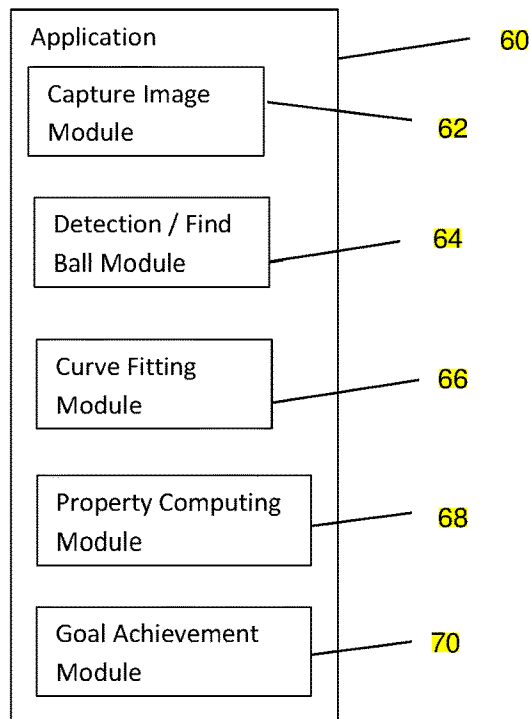 Application
60
Capture Image
Module
62
Detection / Find
Ball Module
64
Curve Fitting
Module
66
Property Computing
Module
68
Goal Achievement
Module
70